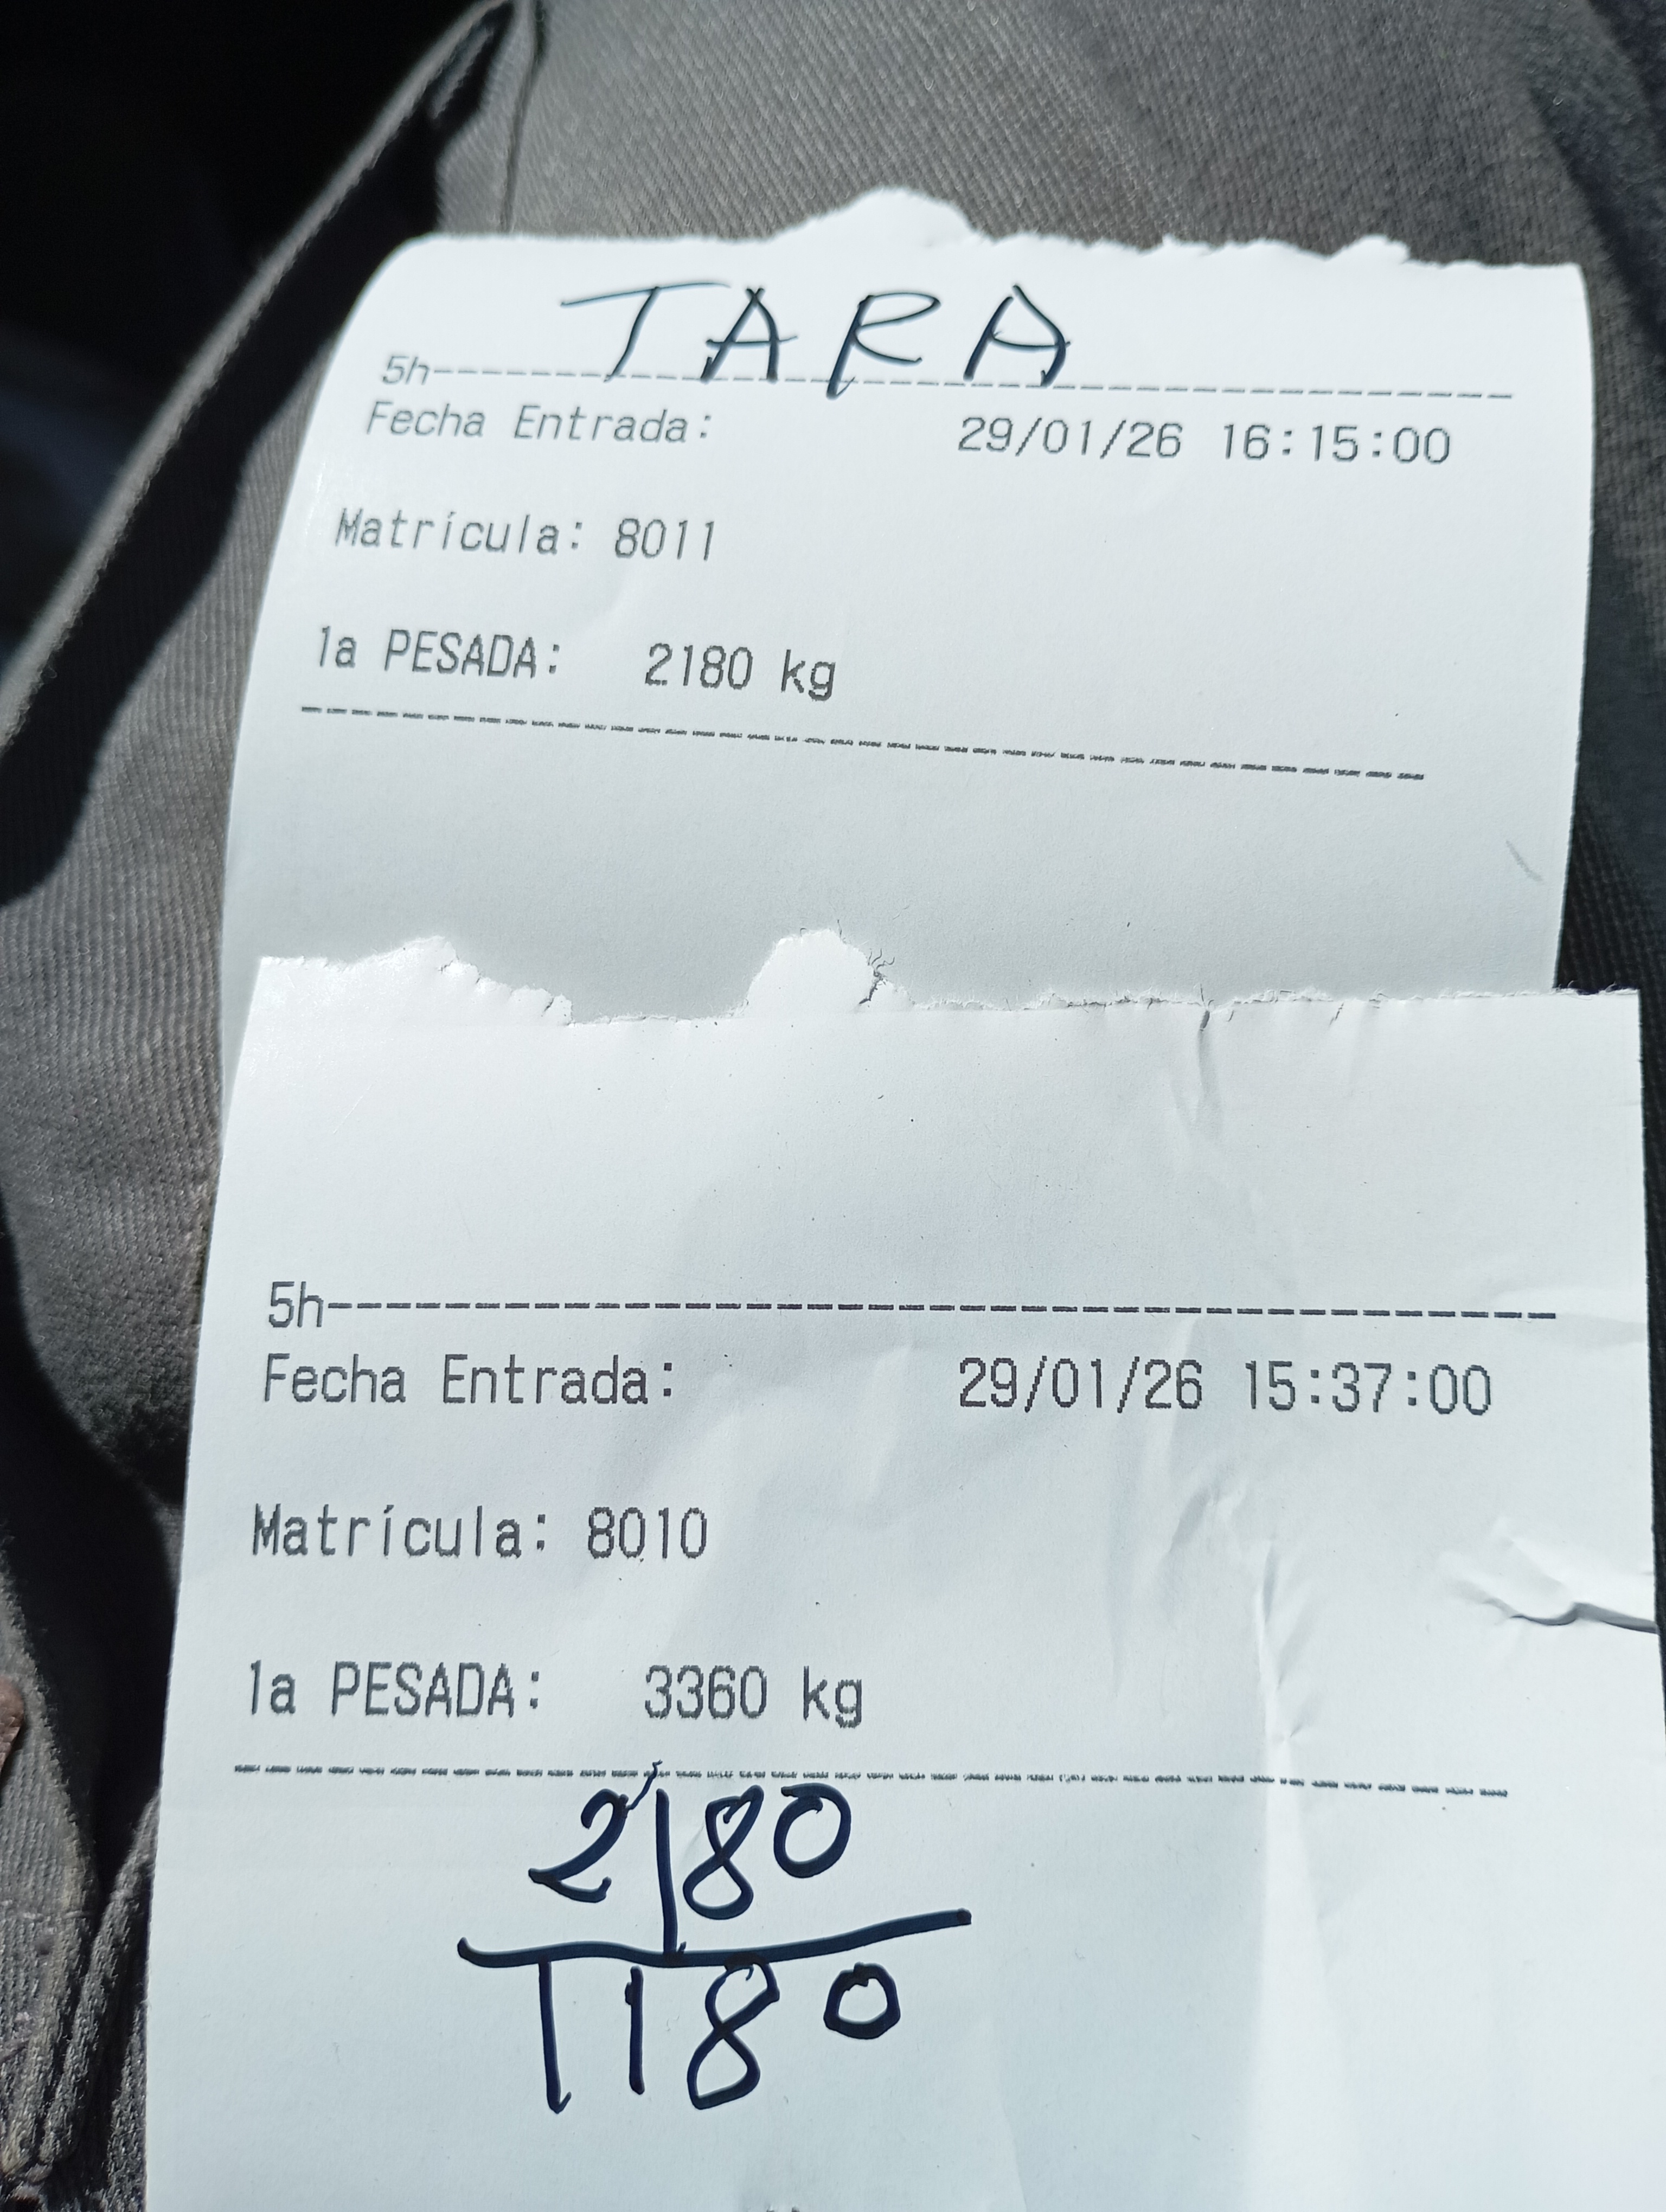 TARA
5h----------------------------------------
Fecha Entrada: 29/01/26 16:15:00
Matrícula: 8011
1a PESADA: 2180 kg
5h----------------------------------------
Fecha Entrada: 29/01/26 15:37:00
Matrícula: 8010
1a PESADA: 3360 kg
2180
1180